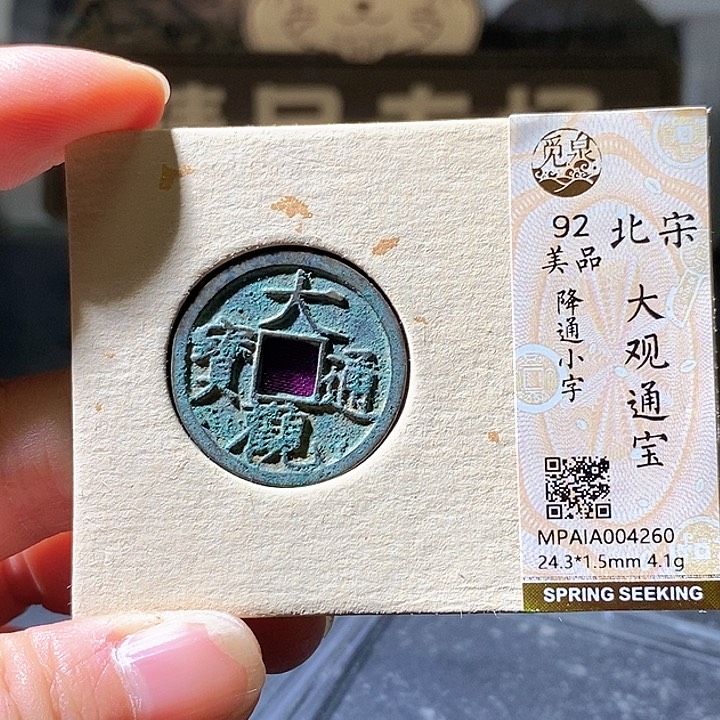 大
觀
通
寶
觅泉
北宋
大观通宝
92
美品
降通小字
MPAIA004260
24.3*1.5mm 4.1g
SPRING SEEKING